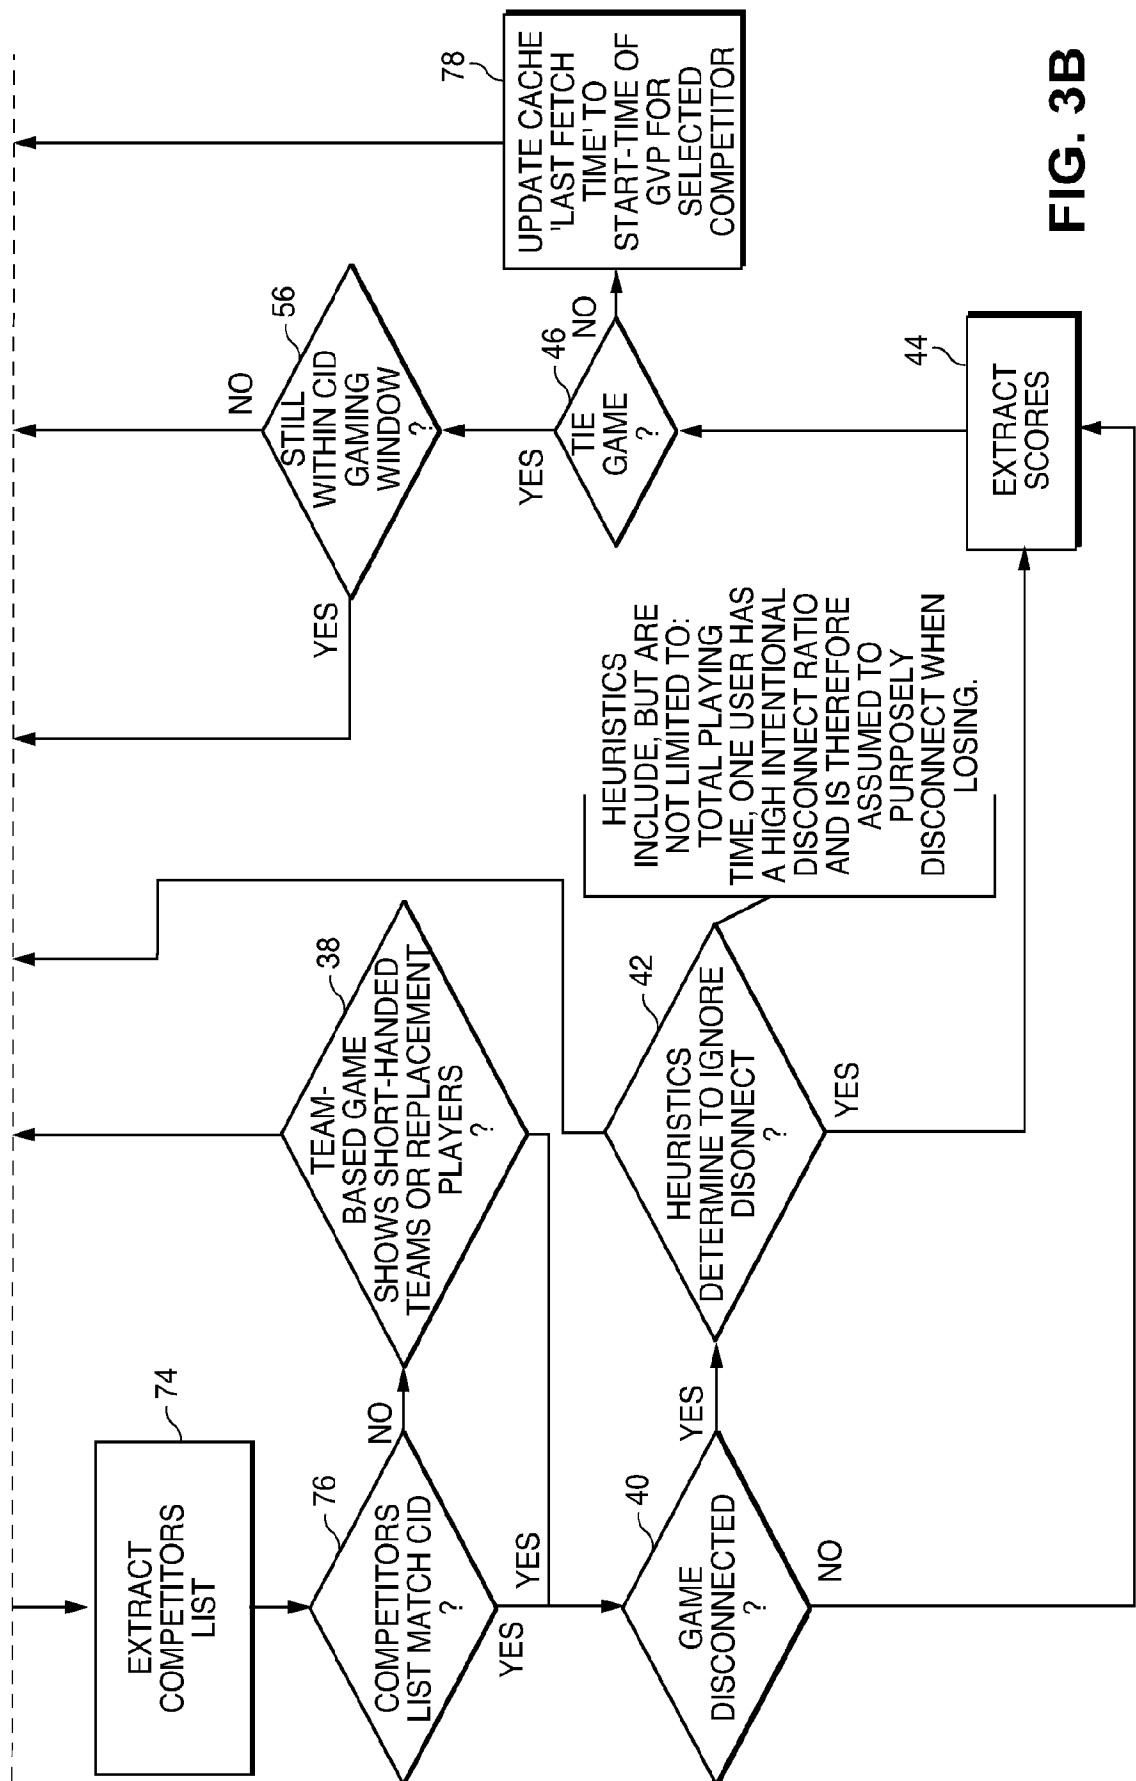 74
EXTRACT
COMPETITORS
LIST
76
COMPETITORS
LIST MATCH CID
?
NO
YES
YES
38
TEAM-
BASED GAME
SHOWS SHORT-HANDED
TEAMS OR REPLACEMENT
PLAYERS
?
40
GAME
DISCONNECTED
?
YES
NO
42
HEURISTICS
DETERMINE TO IGNORE
DISONNECT
?
YES
HEURISTICS
INCLUDE, BUT ARE
NOT LIMITED TO:
TOTAL PLAYING
TIME, ONE USER HAS
A HIGH INTENTIONAL
DISCONNECT RATIO
AND IS THEREFORE
ASSUMED TO
PURPOSELY
DISCONNECT WHEN
LOSING.
44
EXTRACT
SCORES
46
TIE
GAME
?
YES
NO
56
STILL
WITHIN CID
GAMING
WINDOW
?
YES
NO
78
UPDATE CACHE
'LAST FETCH
TIME' TO
START-TIME OF
GVP FOR
SELECTED
COMPETITOR
FIG. 3B